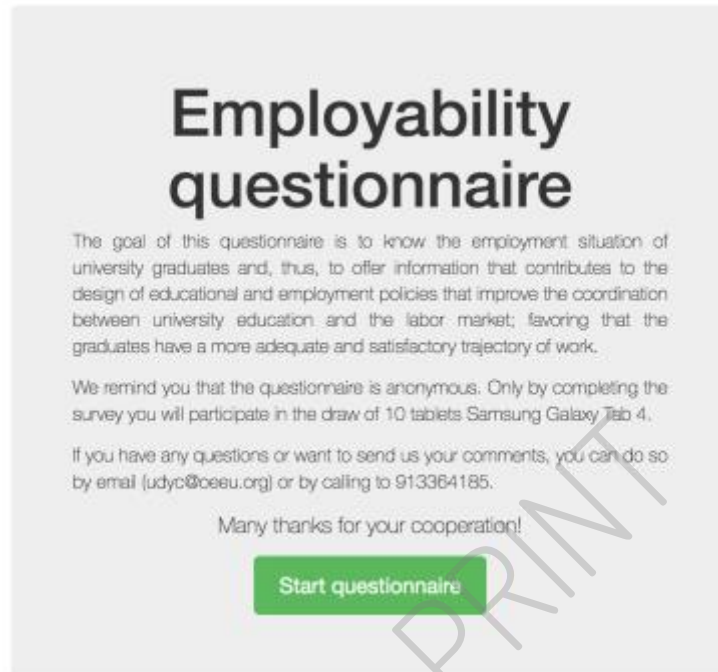 Employability
questionnaire
The goal of this questionnaire is to know the employment situation of
university graduates and, thus, to offer information that contributes to the
design of educational and employment policies that improve the coordination
between university education and the labor market; favoring that the
graduates have a more adequate and satisfactory trajectory of work.
We remind you that the questionnaire is anonymous. Only by completing the
survey you will participate in the draw of 10 tablets Samsung Galaxy Tab 4.
If you have any questions or want to send us your comments, you can do so
by email (udyc@oeeu.org) or by calling to 913364185.
Many thanks for your cooperation!
Start questionnaire
PRINT